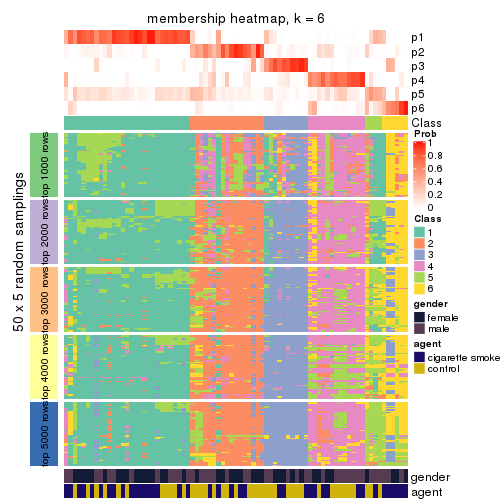 membership heatmap, k = 6
p1
p2
p3
p4
p5
p6
Class
50 x 5 random samplings
top 1000 rows
top 2000 rows
top 3000 rows
top 4000 rows
top 5000 rows
gender
agent
Prob
1
0.8
0.6
0.4
0.2
0
Class
1
2
3
4
5
6
gender
female
male
agent
cigarette smoke
control